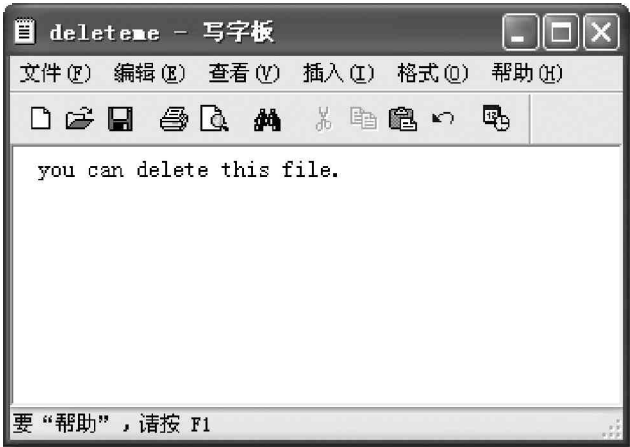 deleteme - 写字板
文件(F) 编辑(E) 查看(V) 插入(I) 格式(O) 帮助(H)
you can delete this file.
要“帮助”,请按 F1